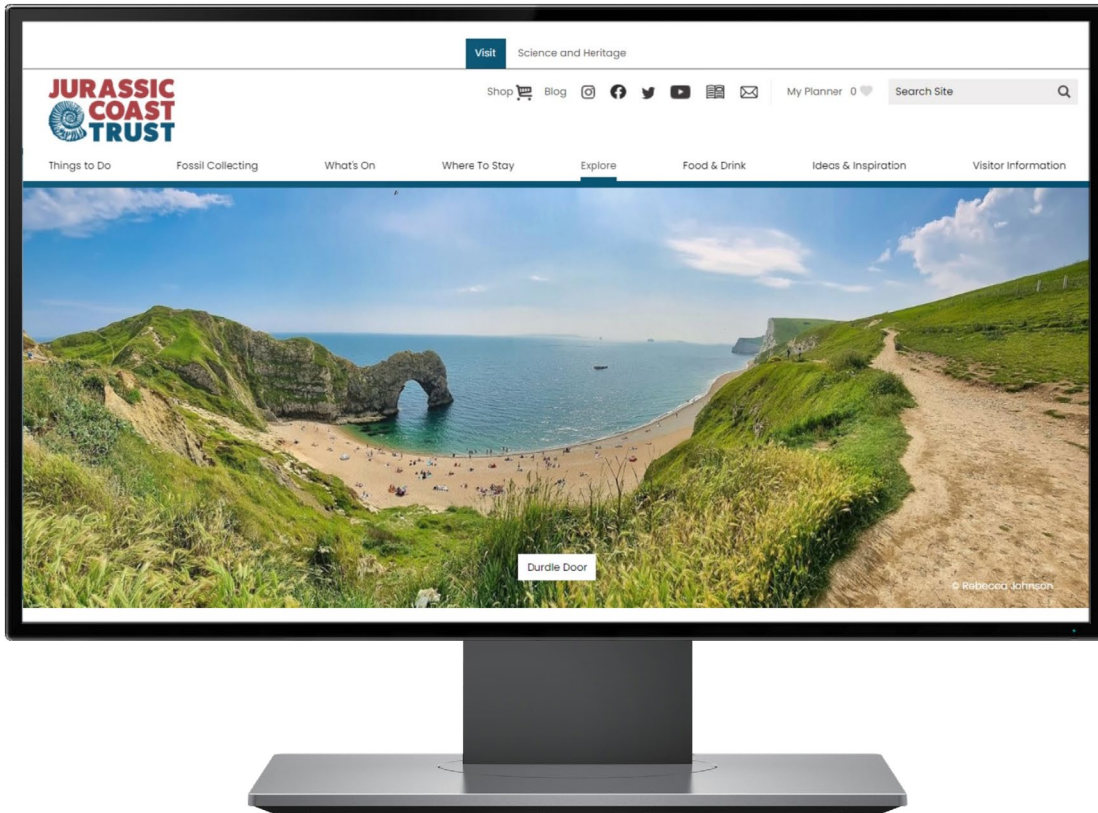 Visit Science and Heritage
JURASSIC
COAST
TRUST
Shop Blog My Planner 0 Search Site
Things to Do Fossil Collecting What's On Where To Stay Explore Food & Drink Ideas & Inspiration Visitor Information
Durdle Door
© Rebecca Johnson